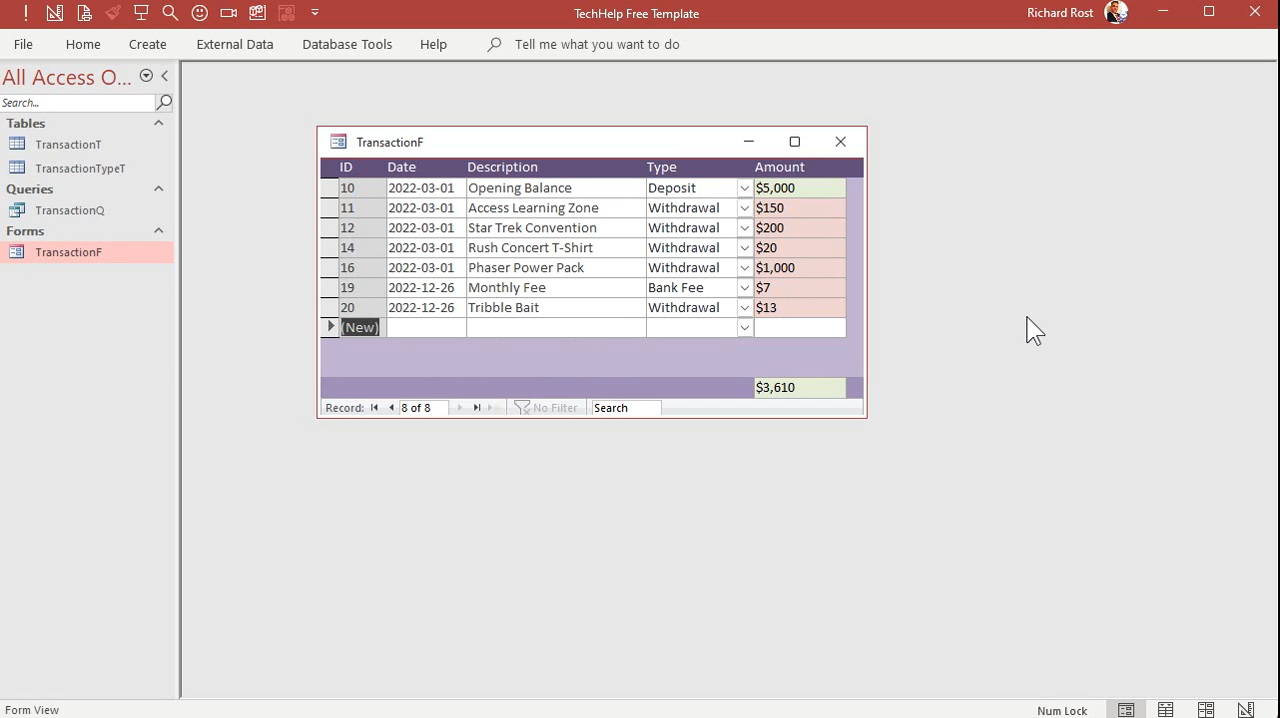 TechHelp Free Template
Richard Rost
File Home Create External Data Database Tools Help Tell me what you want to do
All Access O...
Search...
Tables
TransactionT
TransactionTypeT
Queries
TransactionQ
Forms
TransactionF
TransactionF
ID Date Description Type Amount
10 2022-03-01 Opening Balance Deposit $5,000
11 2022-03-01 Access Learning Zone Withdrawal $150
12 2022-03-01 Star Trek Convention Withdrawal $200
14 2022-03-01 Rush Concert T-Shirt Withdrawal $20
16 2022-03-01 Phaser Power Pack Withdrawal $1,000
19 2022-12-26 Monthly Fee Bank Fee $7
20 2022-12-26 Tribble Bait Withdrawal $13
(New)
$3,610
Record: 8 of 8 No Filter Search
Form View Num Lock